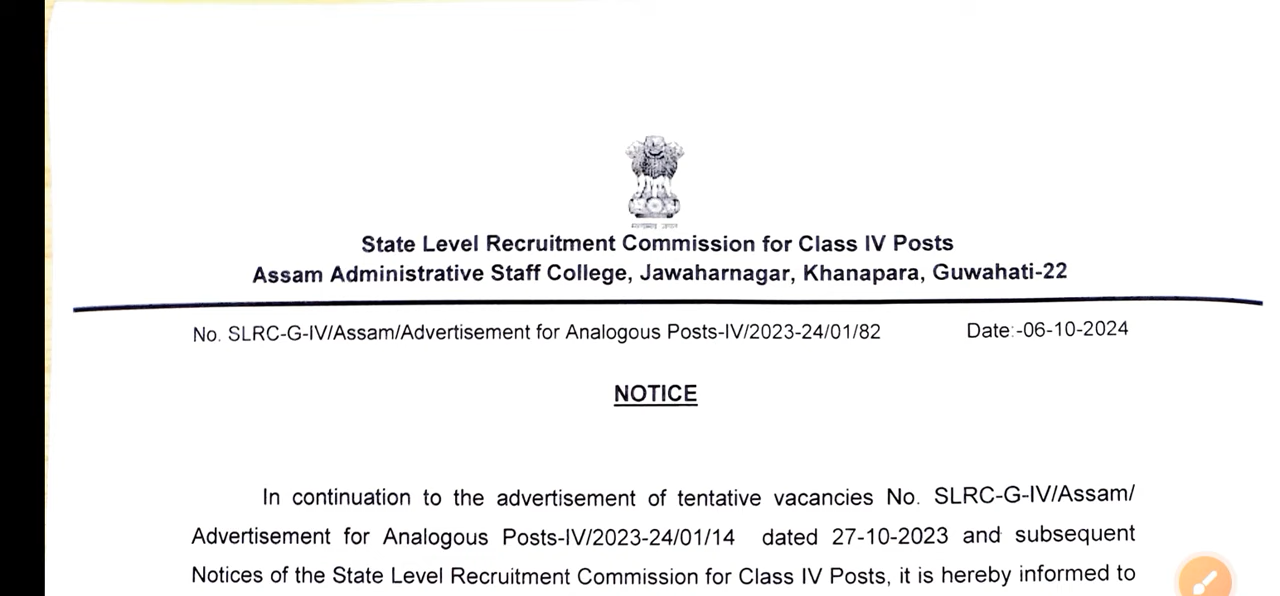 State Level Recruitment Commission for Class IV Posts
Assam Administrative Staff College, Jawaharnagar, Khanapara, Guwahati-22
No. SLRC-G-IV/Assam/Advertisement for Analogous Posts-IV/2023-24/01/82 Date:-06-10-2024
NOTICE
In continuation to the advertisement of tentative vacancies No. SLRC-G-IV/Assam/
Advertisement for Analogous Posts-IV/2023-24/01/14 dated 27-10-2023 and subsequent
Notices of the State Level Recruitment Commission for Class IV Posts, it is hereby informed to